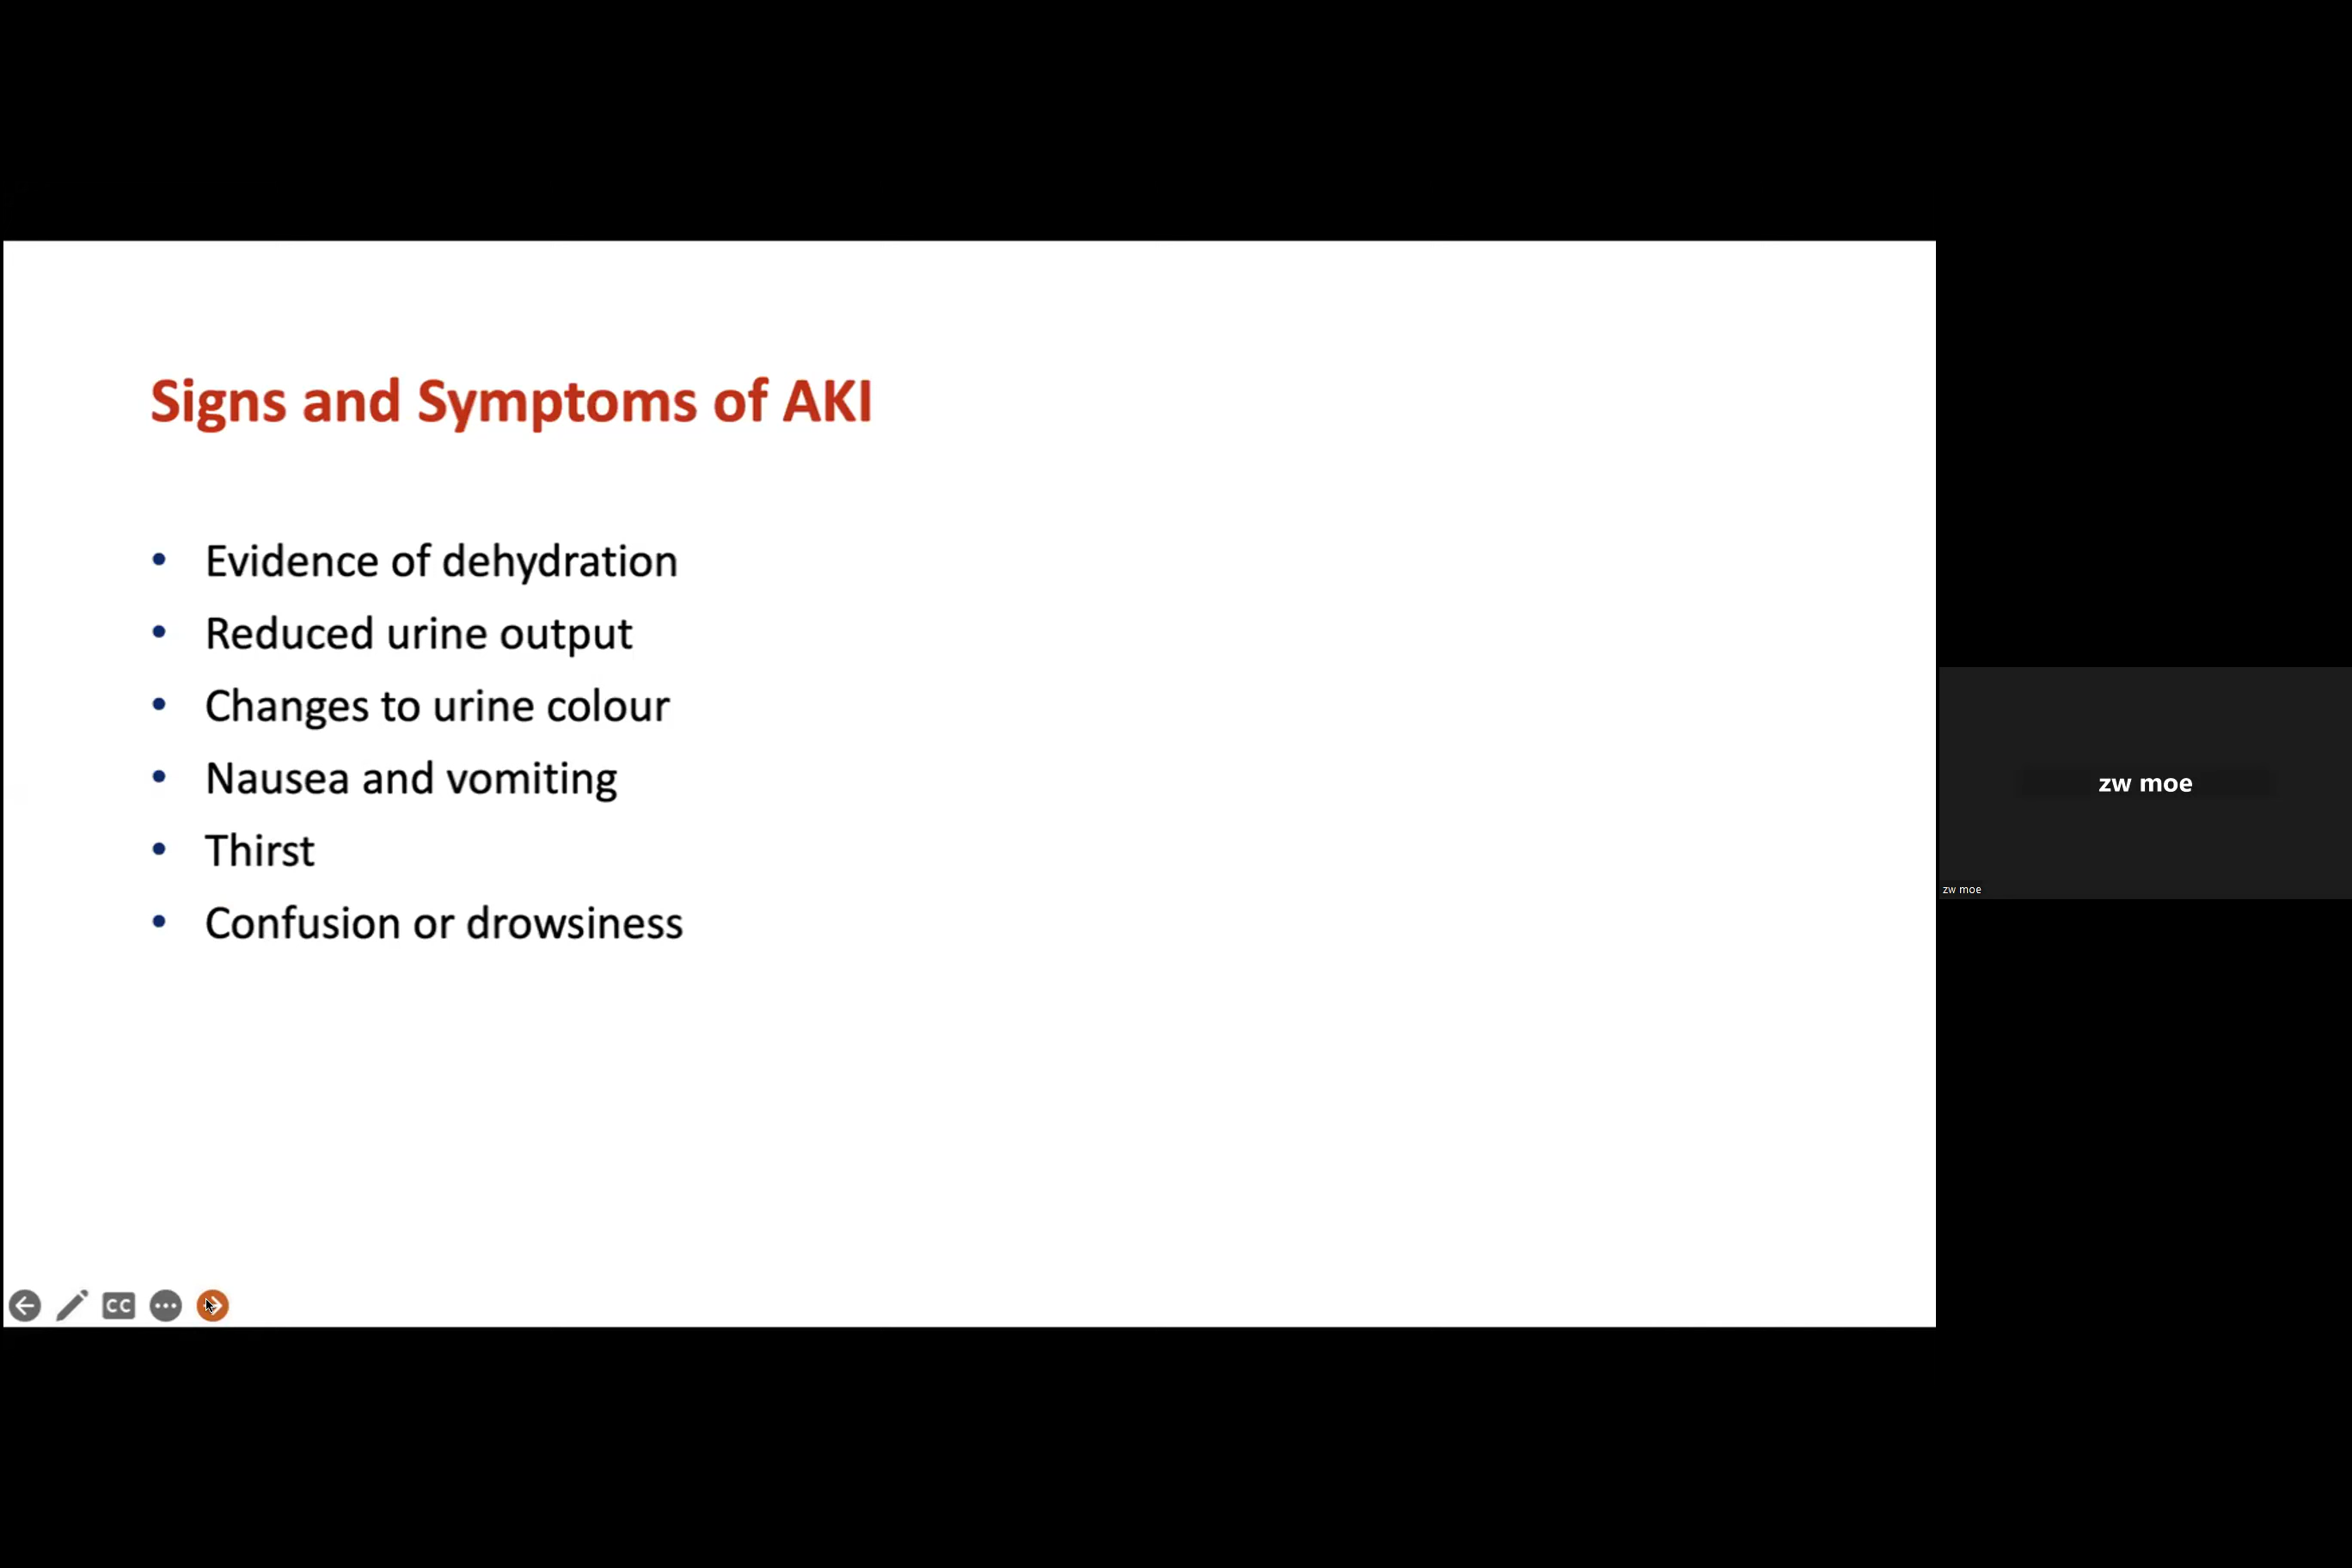 Signs and Symptoms of AKI
• Evidence of dehydration
• Reduced urine output
• Changes to urine colour
• Nausea and vomiting
• Thirst
• Confusion or drowsiness
zw moe
zw moe
CC